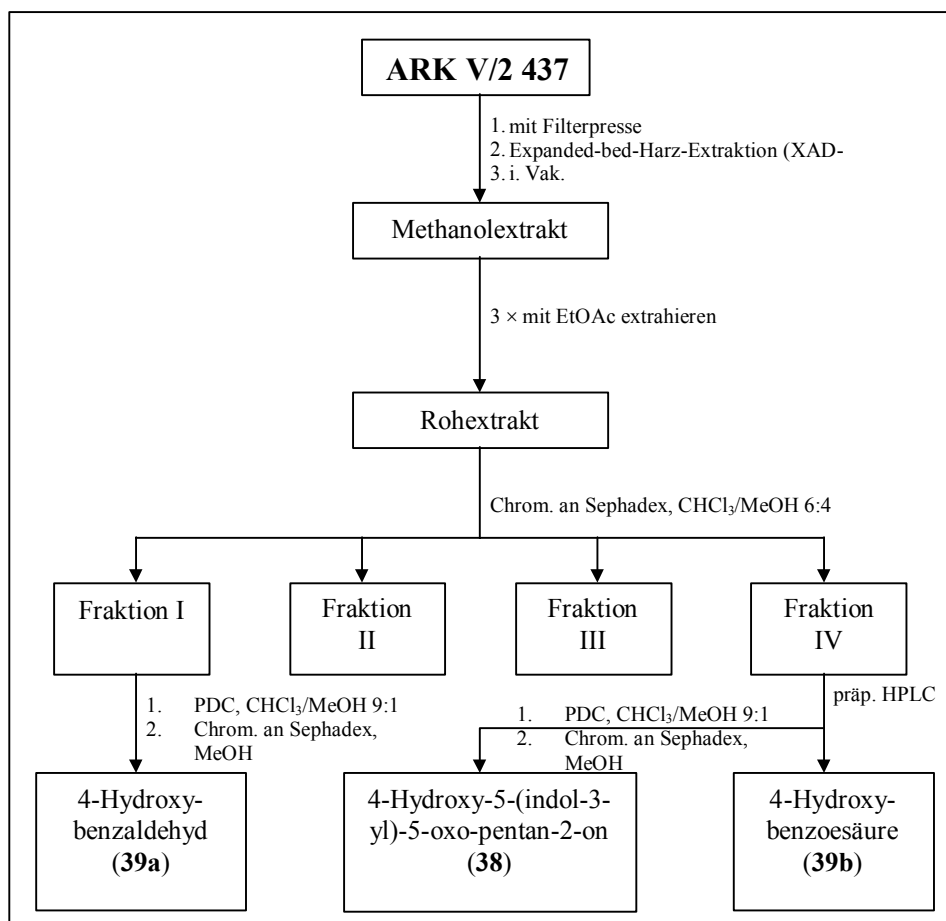 ARK V/2 437
1. mit Filterpresse
2. Expanded-bed-Harz-Extraktion (XAD-
3. i. Vak.
Methanolextrakt
3 × mit EtOAc extrahieren
Rohextrakt
Chrom. an Sephadex, CHCl₃/MeOH 6:4
Fraktion I
Fraktion
II
Fraktion
III
Fraktion
IV
1. PDC, CHCl₃/MeOH 9:1
2. Chrom. an Sephadex,
MeOH
1. PDC, CHCl₃/MeOH 9:1
2. Chrom. an Sephadex,
MeOH
präp. HPLC
4-Hydroxy-
benzaldehyd
(39a)
4-Hydroxy-5-(indol-3-
yl)-5-oxo-pentan-2-on
(38)
4-Hydroxy-
benzoesäure
(39b)